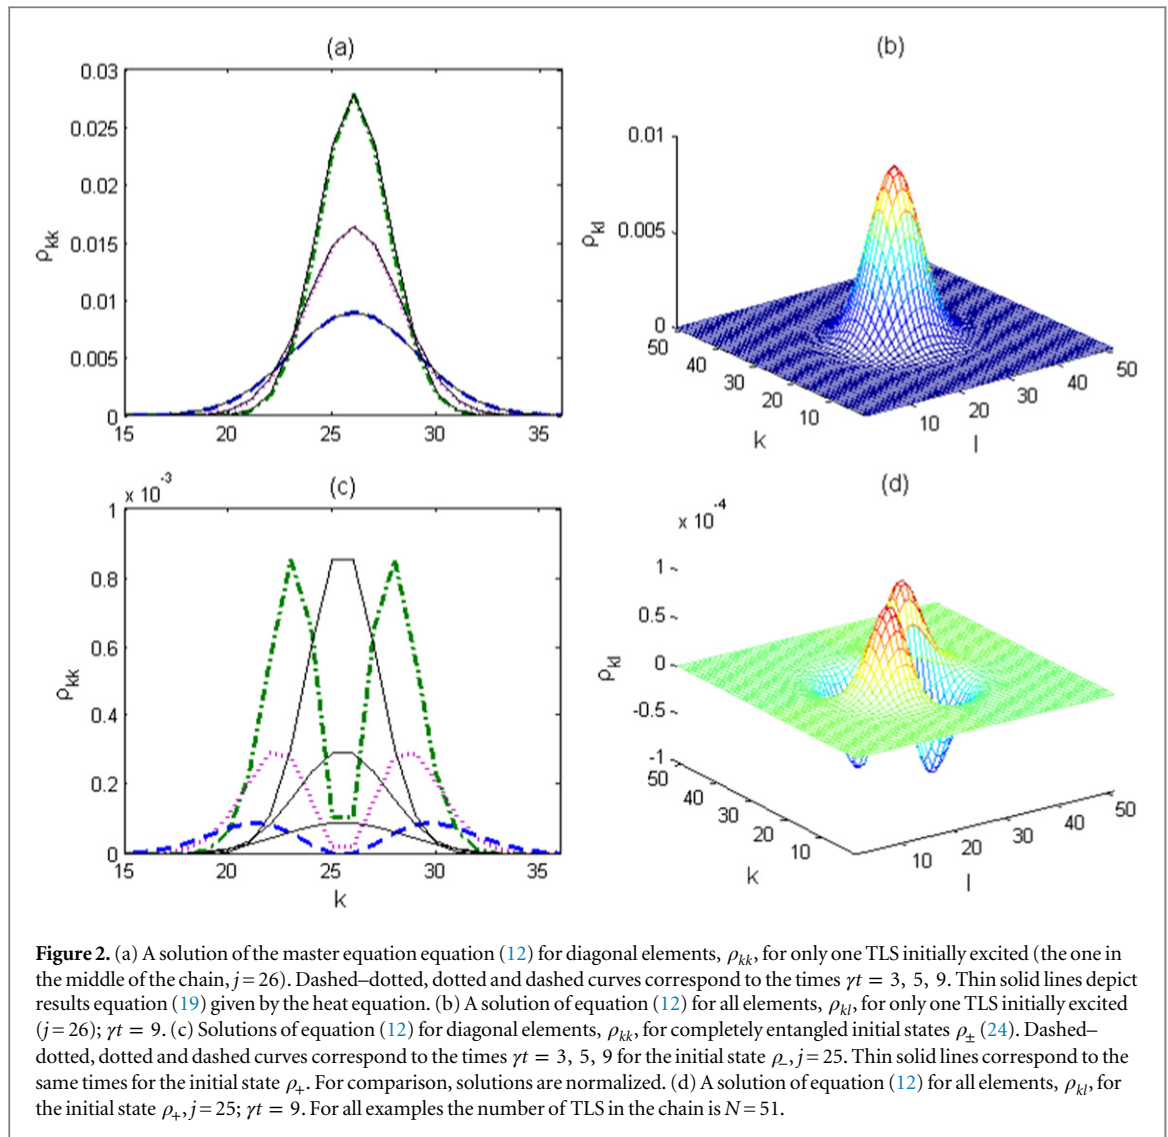 (a)
0.03
0.025
0.02
0.015
0.01
0.005
0
ρkk
15 20 25 30 35
(b)
0.01
0.005
0
ρkl
50 40 30 20 10
k
10 20 30 40 50
l
(c)
x 10-3
1
0.8
0.6
0.4
0.2
0
ρkk
15 20 25 30 35
k
(d)
x 10-4
1
0.5
0
-0.5
-1
ρkl
50 40 30 20 10
k
10 20 30 40 50
l
Figure 2. (a) A solution of the master equation equation (12) for diagonal elements, ρkk, for only one TLS initially excited (the one in
the middle of the chain, j = 26). Dashed–dotted, dotted and dashed curves correspond to the times γt = 3, 5, 9. Thin solid lines depict
results equation (19) given by the heat equation. (b) A solution of equation (12) for all elements, ρkl, for only one TLS initially excited
(j = 26); γt = 9. (c) Solutions of equation (12) for diagonal elements, ρkk, for completely entangled initial states ρ± (24). Dashed–
dotted, dotted and dashed curves correspond to the times γt = 3, 5, 9 for the initial state ρ−, j = 25. Thin solid lines correspond to the
same times for the initial state ρ+. For comparison, solutions are normalized. (d) A solution of equation (12) for all elements, ρkl, for
the initial state ρ+, j = 25; γt = 9. For all examples the number of TLS in the chain is N = 51.